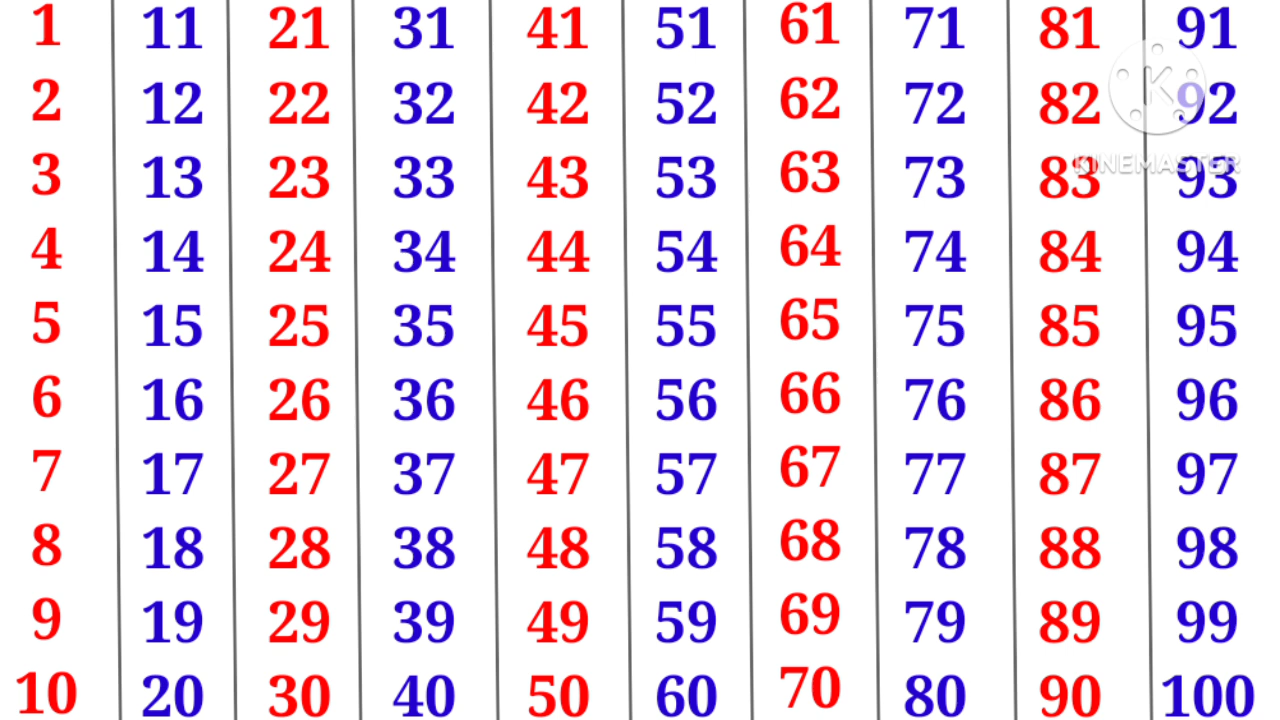 1 11 21 31 41 51 61 71 81 91
2 12 22 32 42 52 62 72 82 92
3 13 23 33 43 53 63 73 83 93
KINEMASTER
4 14 24 34 44 54 64 74 84 94
5 15 25 35 45 55 65 75 85 95
6 16 26 36 46 56 66 76 86 96
7 17 27 37 47 57 67 77 87 97
8 18 28 38 48 58 68 78 88 98
9 19 29 39 49 59 69 79 89 99
10 20 30 40 50 60 70 80 90 100